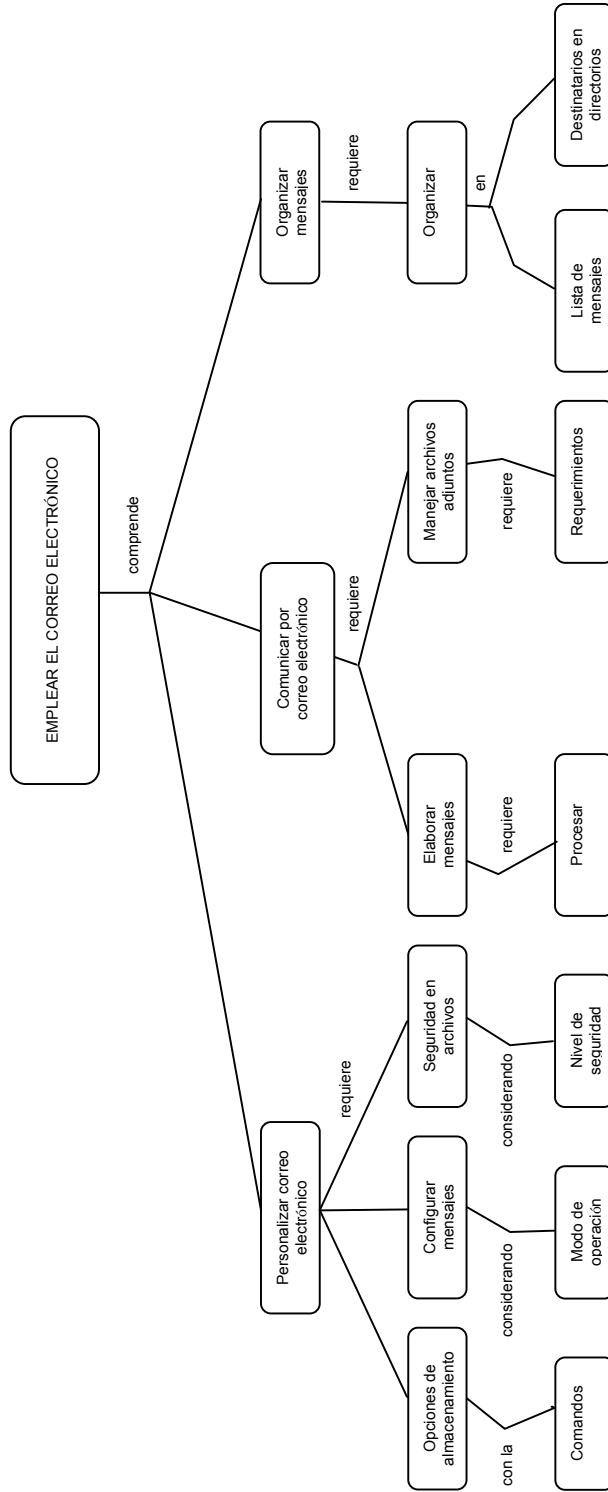 EMPLEAR EL CORREO ELECTRÓNICO
comprende
Personalizar correo
electrónico
Comunicar por
correo electrónico
Organizar
mensajes
requiere
requiere
requiere
Opciones de
almacenamiento
Configurar
mensajes
Seguridad en
archivos
Elaborar
mensajes
Manejar archivos
adjuntos
Organizar
con la
considerando
considerando
requiere
requiere
en
Comandos
Modo de
operación
Nivel de
seguridad
Procesar
Requerimientos
Lista de
mensajes
Destinatarios en
directorios